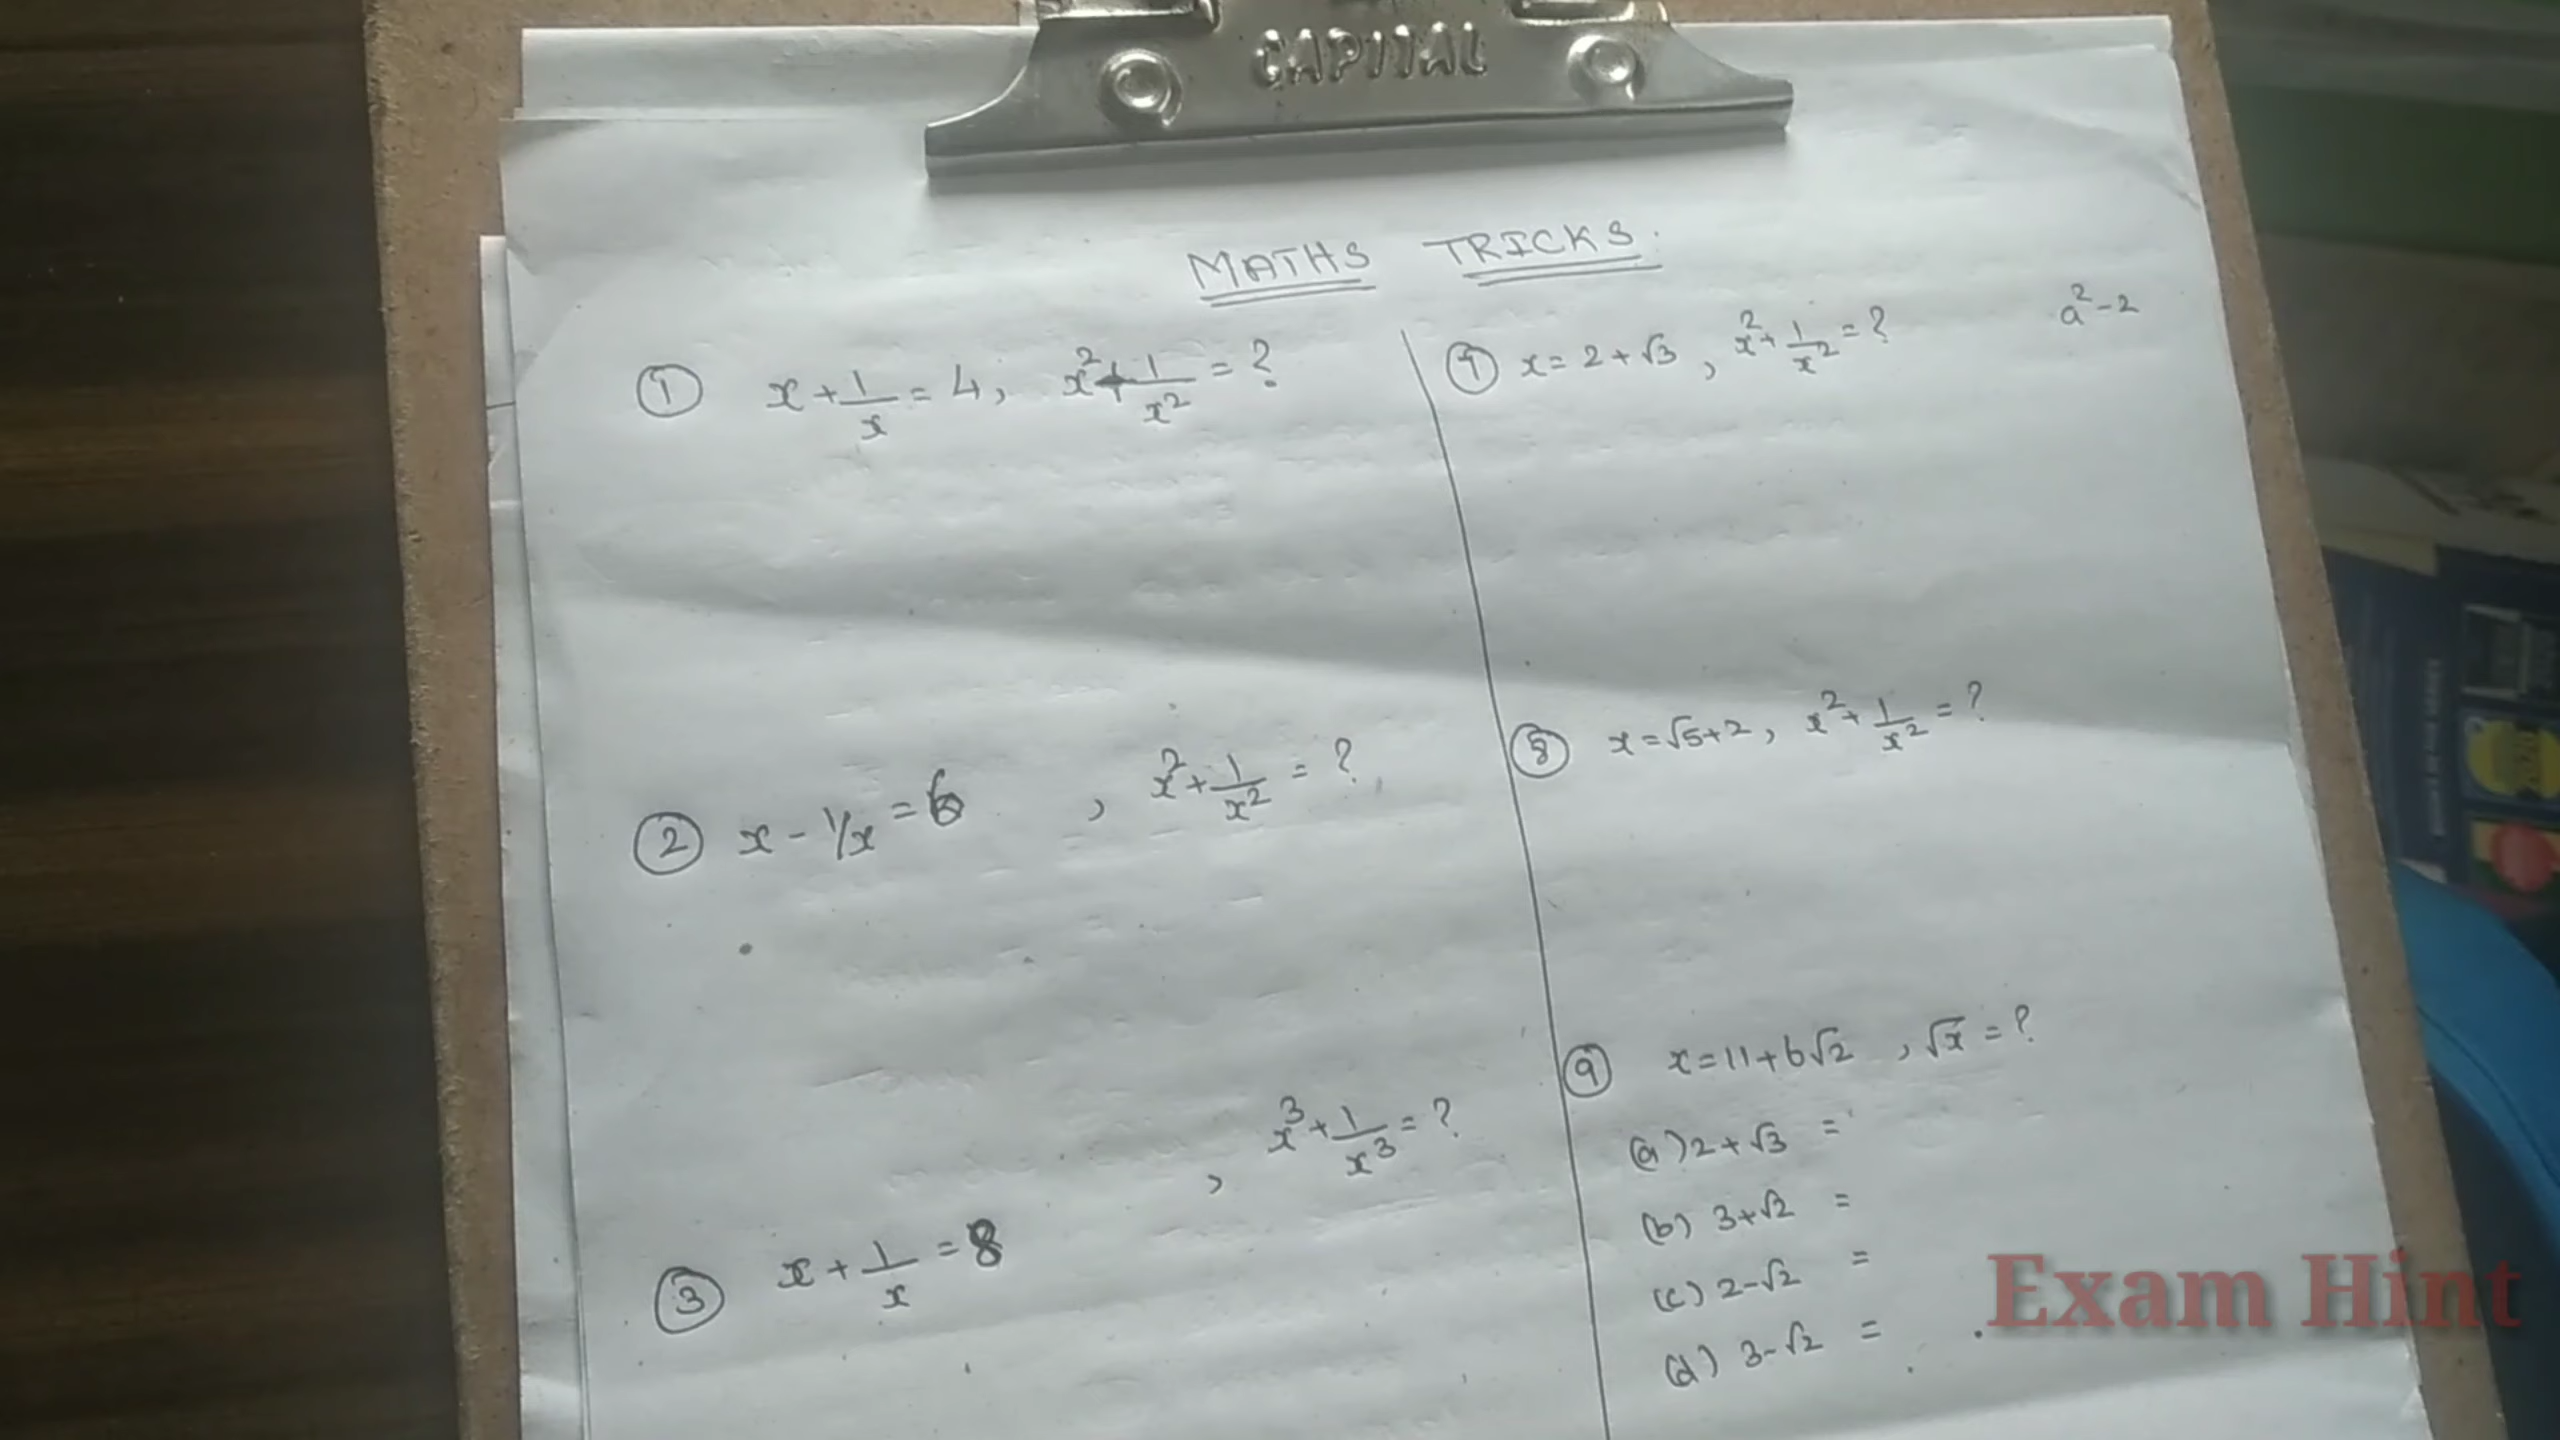 CAPITAL
MATHS TRICKS.
① x + 1/x = 4, x² + 1/x² = ?
② x - 1/x = 6, x² + 1/x² = ?
③ x + 1/x = 8, x³ + 1/x³ = ?
x = 2 + √3, x² + 1/x² = ? a² - 2
⑧ x = √5 + 2, x² + 1/x² = ?
⑨ x = 11 + 6√2, √x = ?
(a) 2 + √3 =
(b) 3 + √2 =
(c) 2 - √2 =
(d) 3 - √2 =
Exam Hint